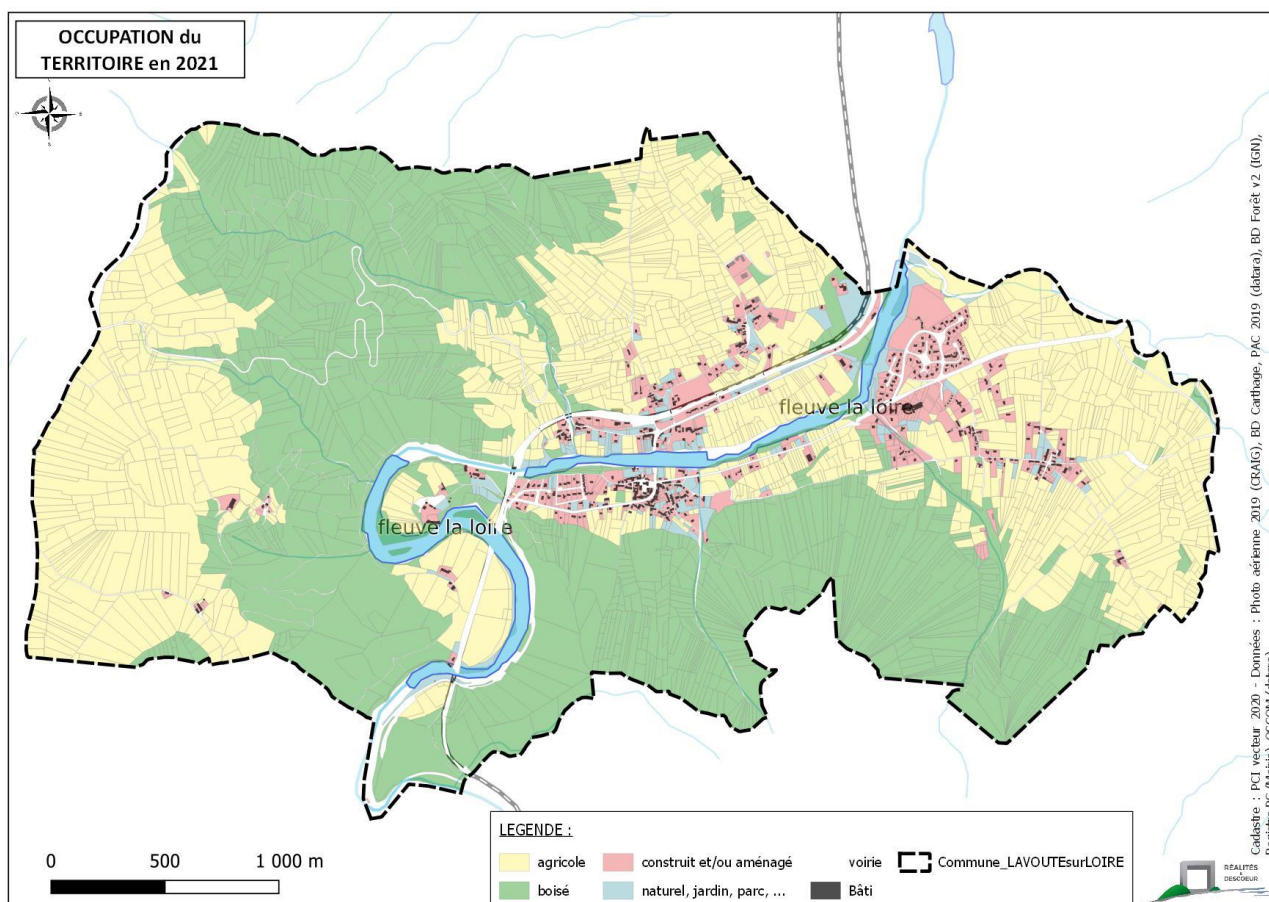 OCCUPATION du
TERRITOIRE en 2021
fleuve la loire
fleuve la loire
0 500 1 000 m
LEGENDE :
agricole construit et/ou aménagé voirie Commune_LAVOUTEsurLOIRE
boisé naturel, jardin, parc, ... Bâti
Cadastre : PCI vecteur 2020 - Données : Photo aérienne 2019 (CRAIG), BD Carthage, PAC 2019 (datara), BD Forêt v2 (IGN),
RÉALITÉS
&
DESCOEUR